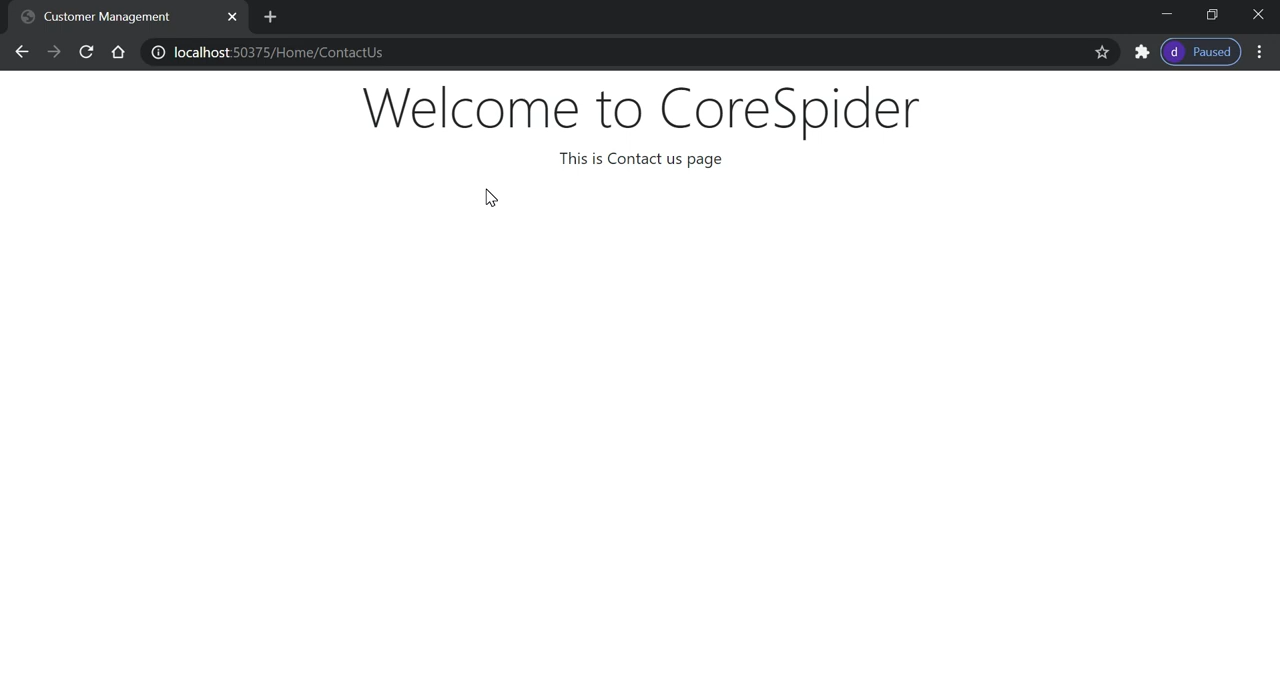 Customer Management
localhost:50375/Home/ContactUs
d Paused
Welcome to CoreSpider
This is Contact us page